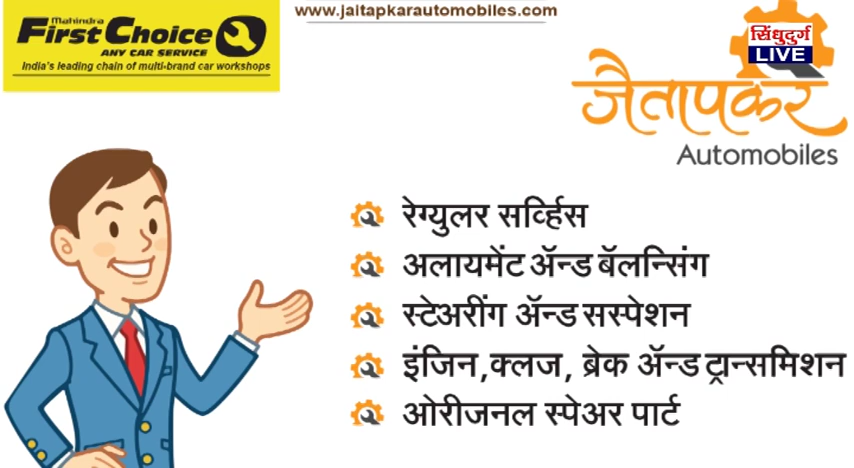 Mahindra
First Choice
ANY CAR SERVICE
India's leading chain of multi-brand car workshops
www.jaitapkarautomobiles.com
सिंधुदुर्ग
LIVE
जैतापकर
Automobiles
रेग्युलर सर्व्हिस
अलायमेंट ॲन्ड बॅलन्सिंग
स्टेअरींग ॲन्ड सस्पेशन
इंजिन,क्लज, ब्रेक ॲन्ड ट्रान्समिशन
ओरीजनल स्पेअर पार्ट